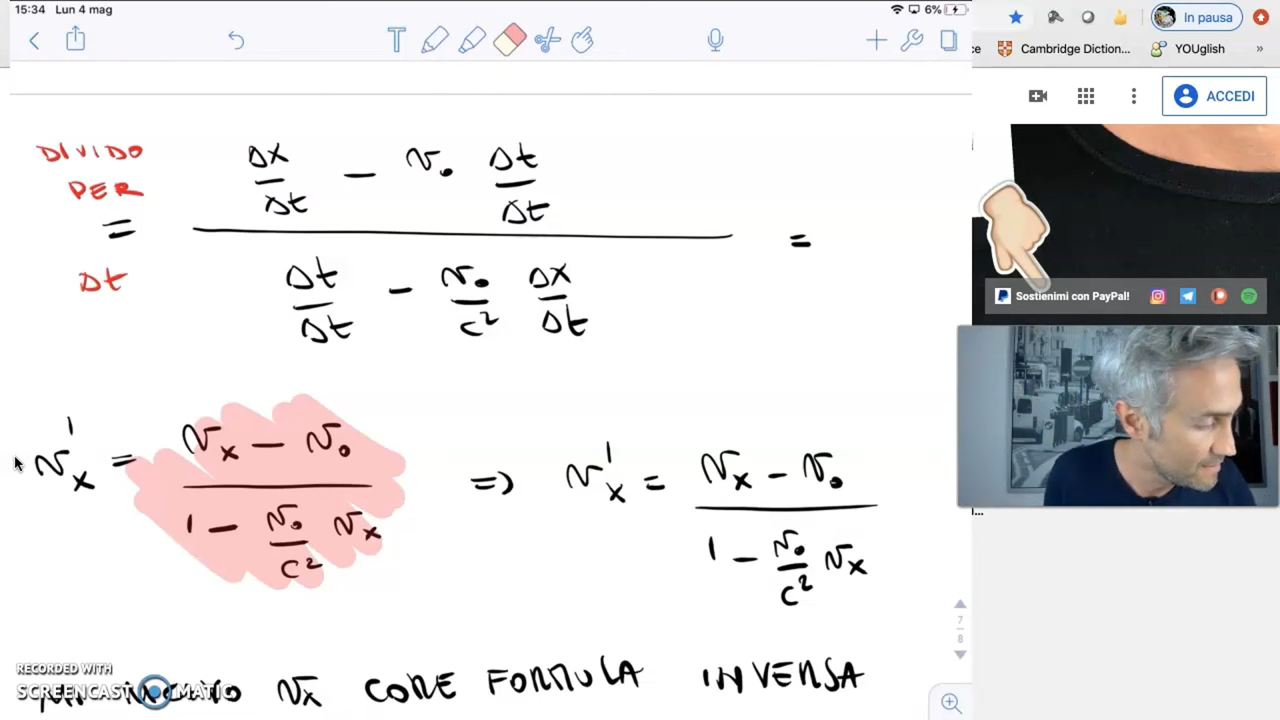 15:34 Lun 4 mag
6%
In pausa
Cambridge Diction...
YOUglish
»
ACCEDI
DIVIDO
PER
Δt
= (Δx/Δt − v₀ Δt/Δt) / (Δt/Δt − v₀/c² Δx/Δt) =
Sostienimi con PayPal!
v'ₓ = (vₓ − v₀) / (1 − v₀/c² vₓ) => v'ₓ = (vₓ − v₀) / (1 − v₀/c² vₓ)
7
8
RECORDED WITH
SCREENCAST-O-MATIC
vₓ COME FORMULA INVERSA